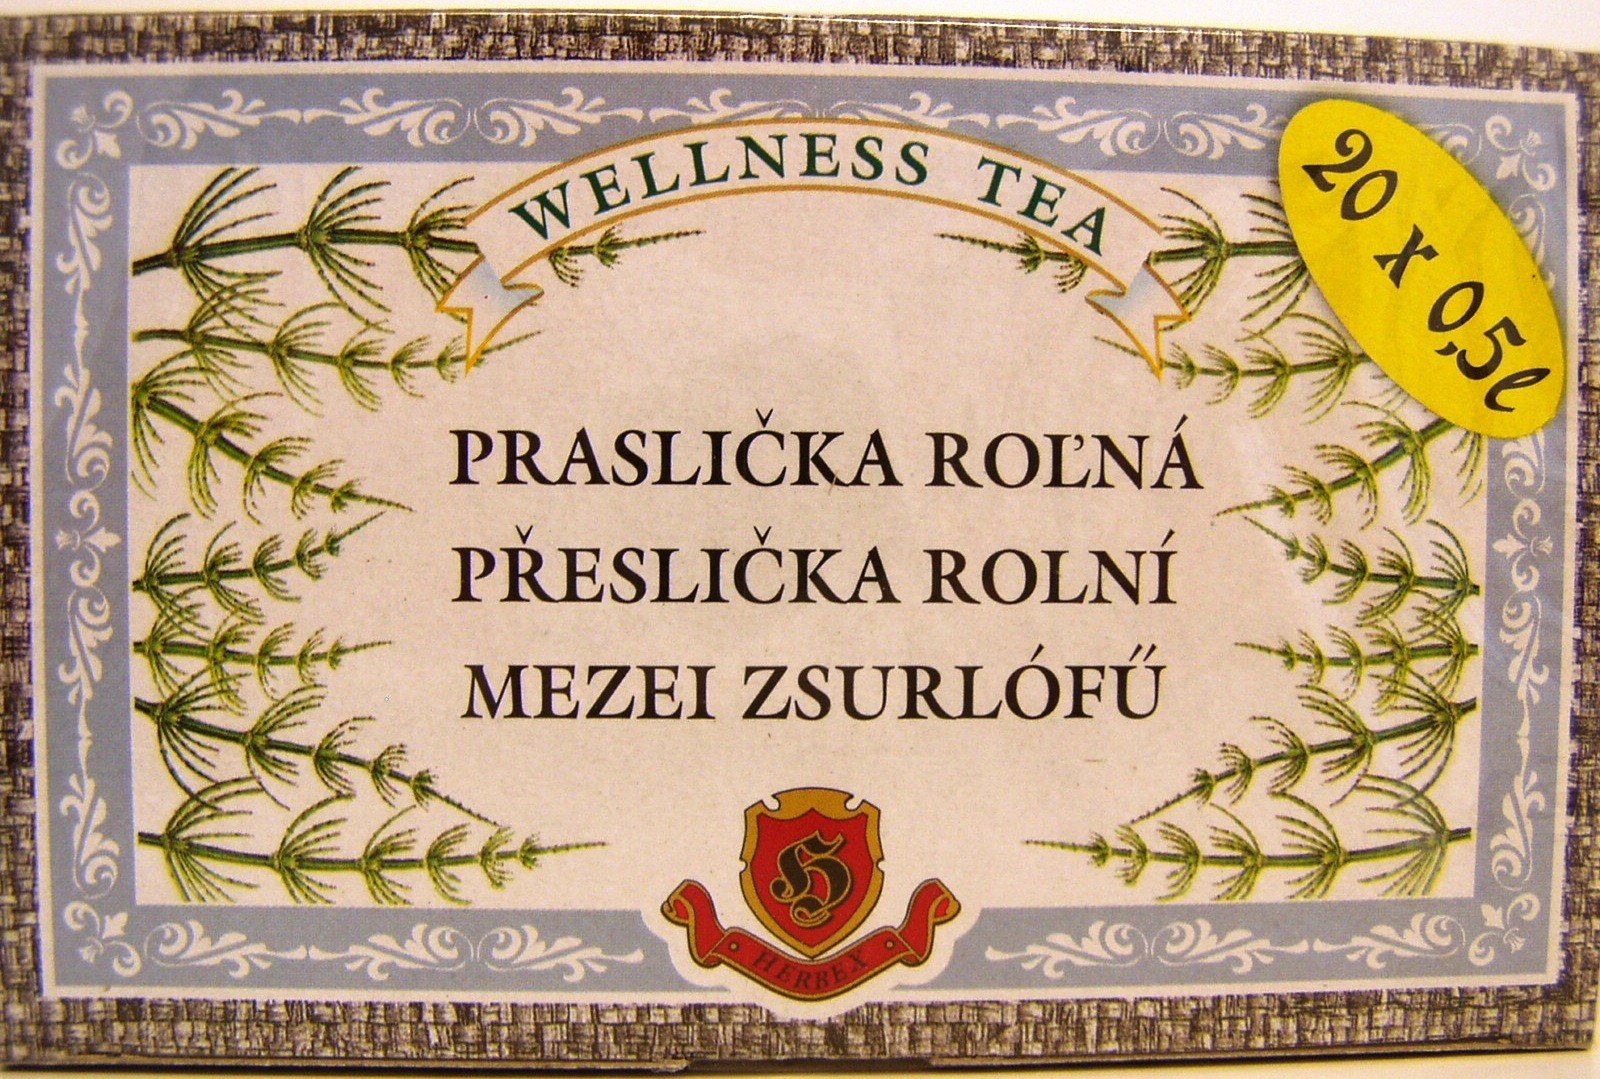 WELLNESS TEA
20 x 0,5l
PRASLIČKA ROĽNÁ
PŘESLIČKA ROLNÍ
MEZEI ZSURLÓFŰ
H
HERBEX